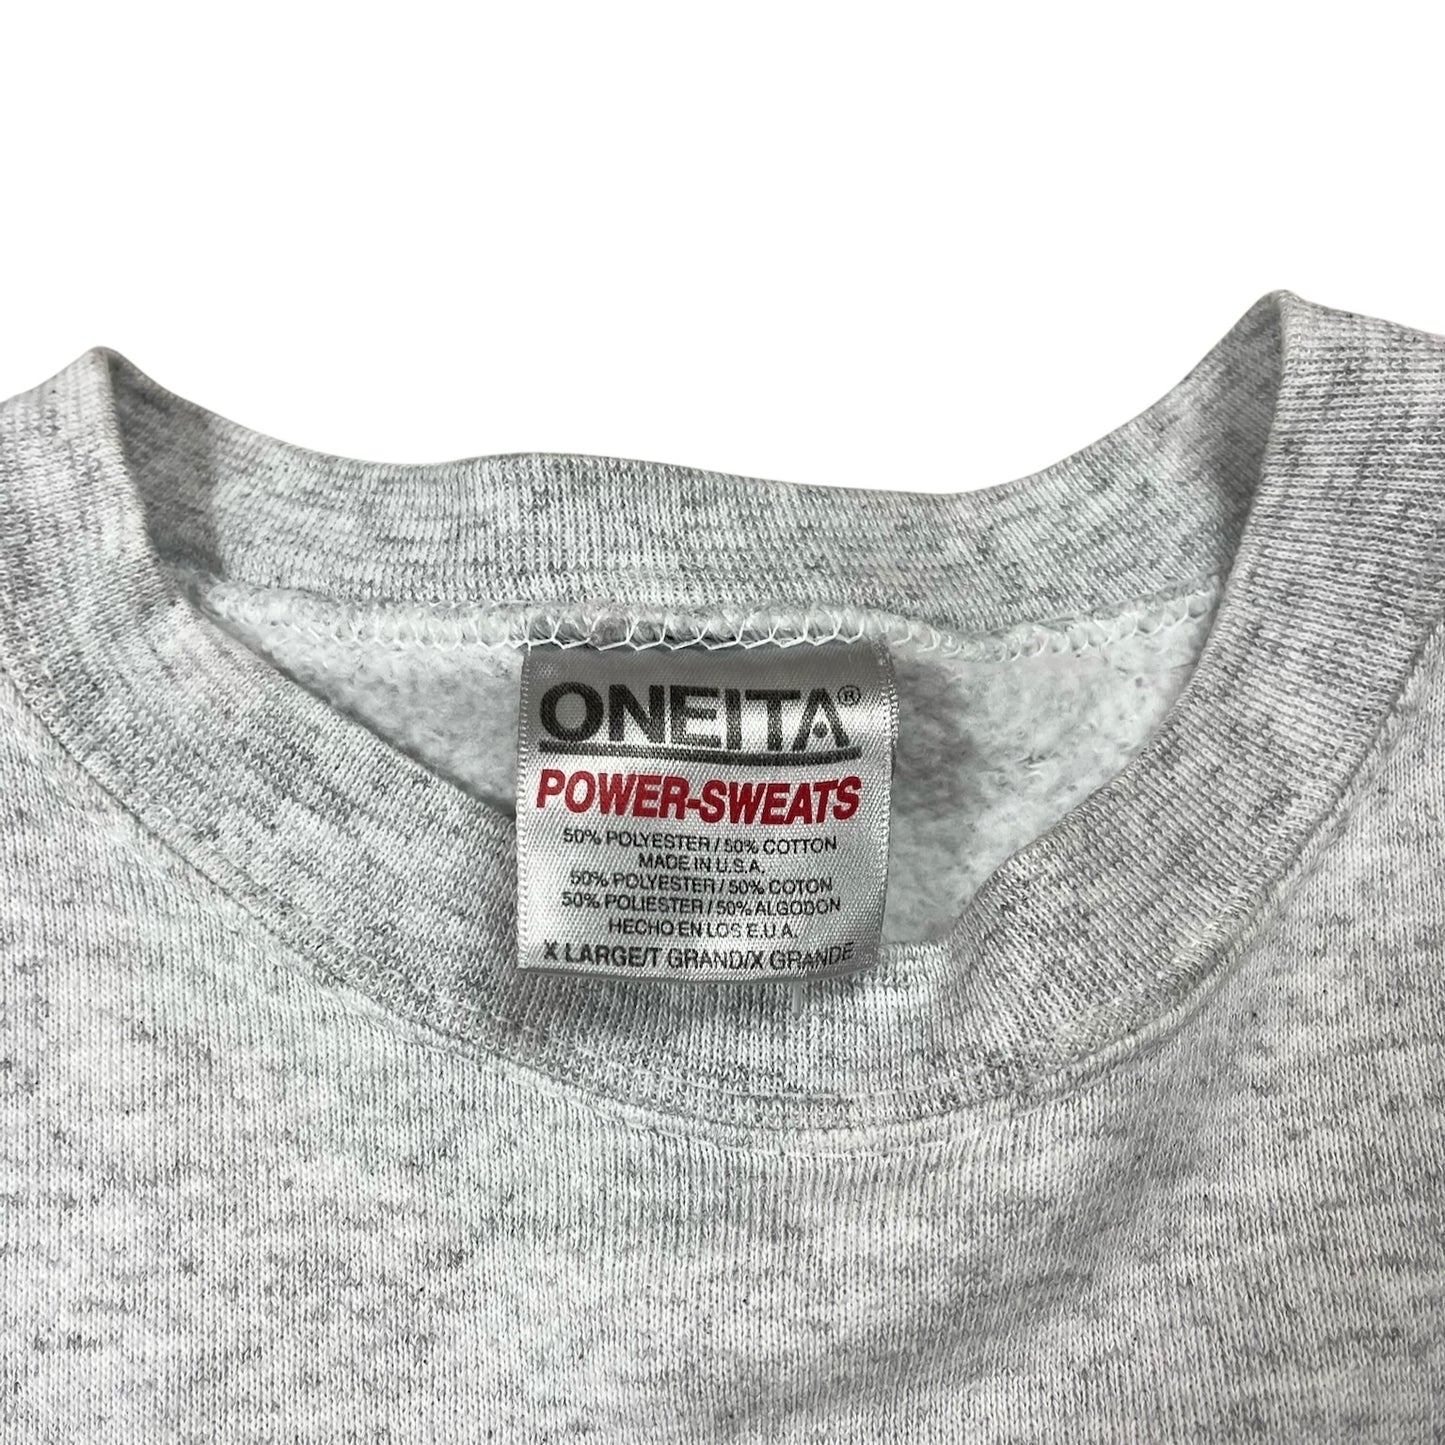 ONEITA®
POWER-SWEATS
50% POLYESTER / 50% COTTON
MADE IN U.S.A.
50% POLYESTER / 50% COTON
50% POLIESTER / 50% ALGODON
HECHO EN LOS E.U.A.
X LARGE/T GRAND/X GRANDE